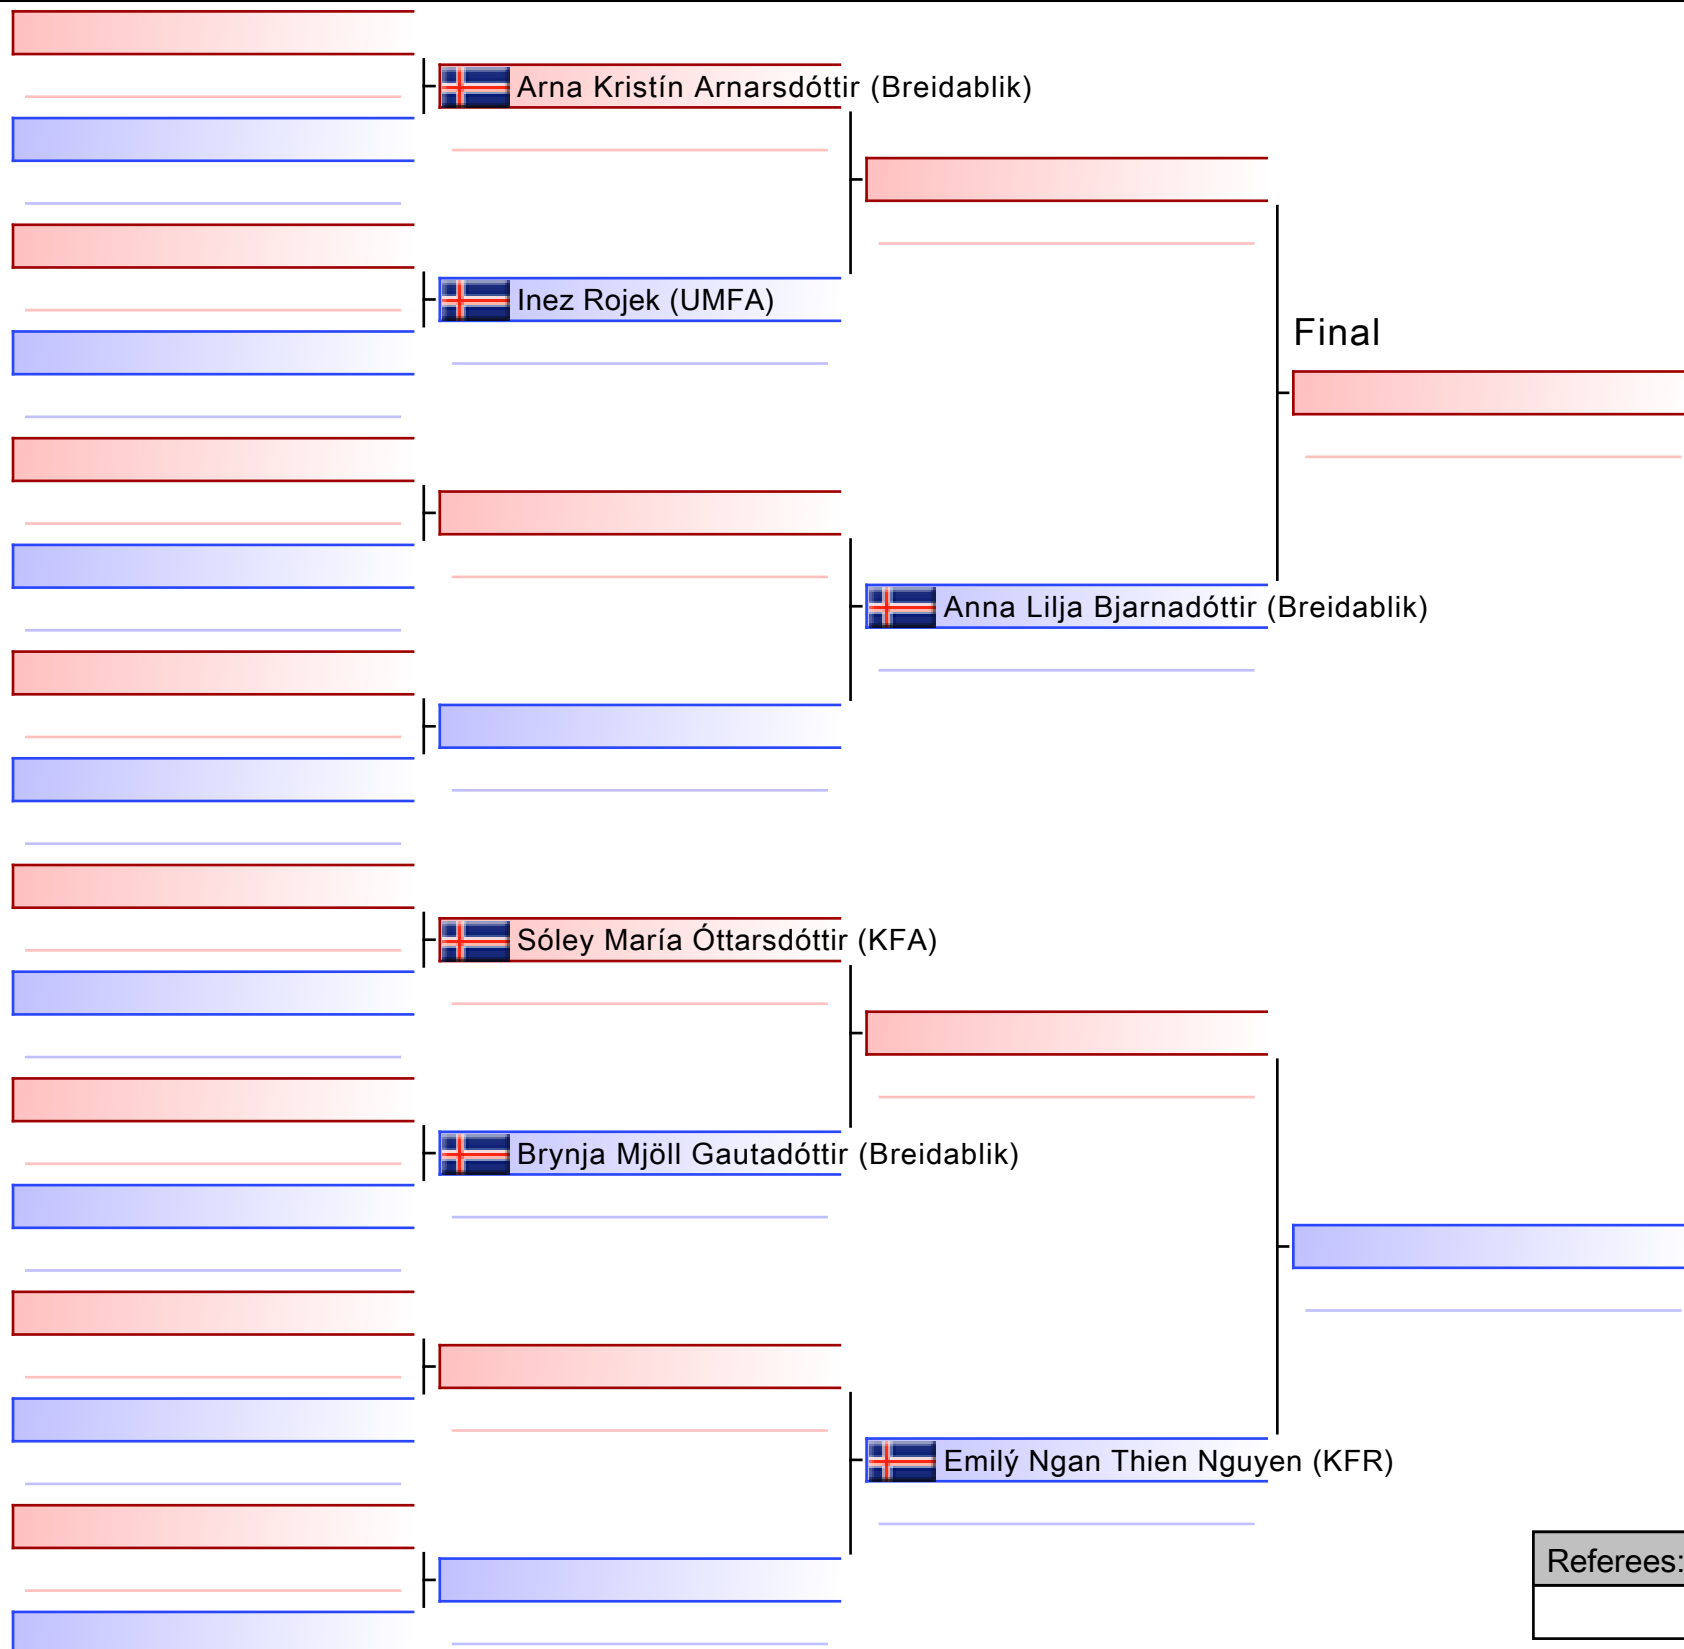 Arna Kristín Arnarsdóttir (Breidablik)
Inez Rojek (UMFA)
Final
Anna Lilja Bjarnadóttir (Breidablik)
Sóley María Óttarsdóttir (KFA)
Brynja Mjöll Gautadóttir (Breidablik)
Emilý Ngan Thien Nguyen (KFR)
Referees: